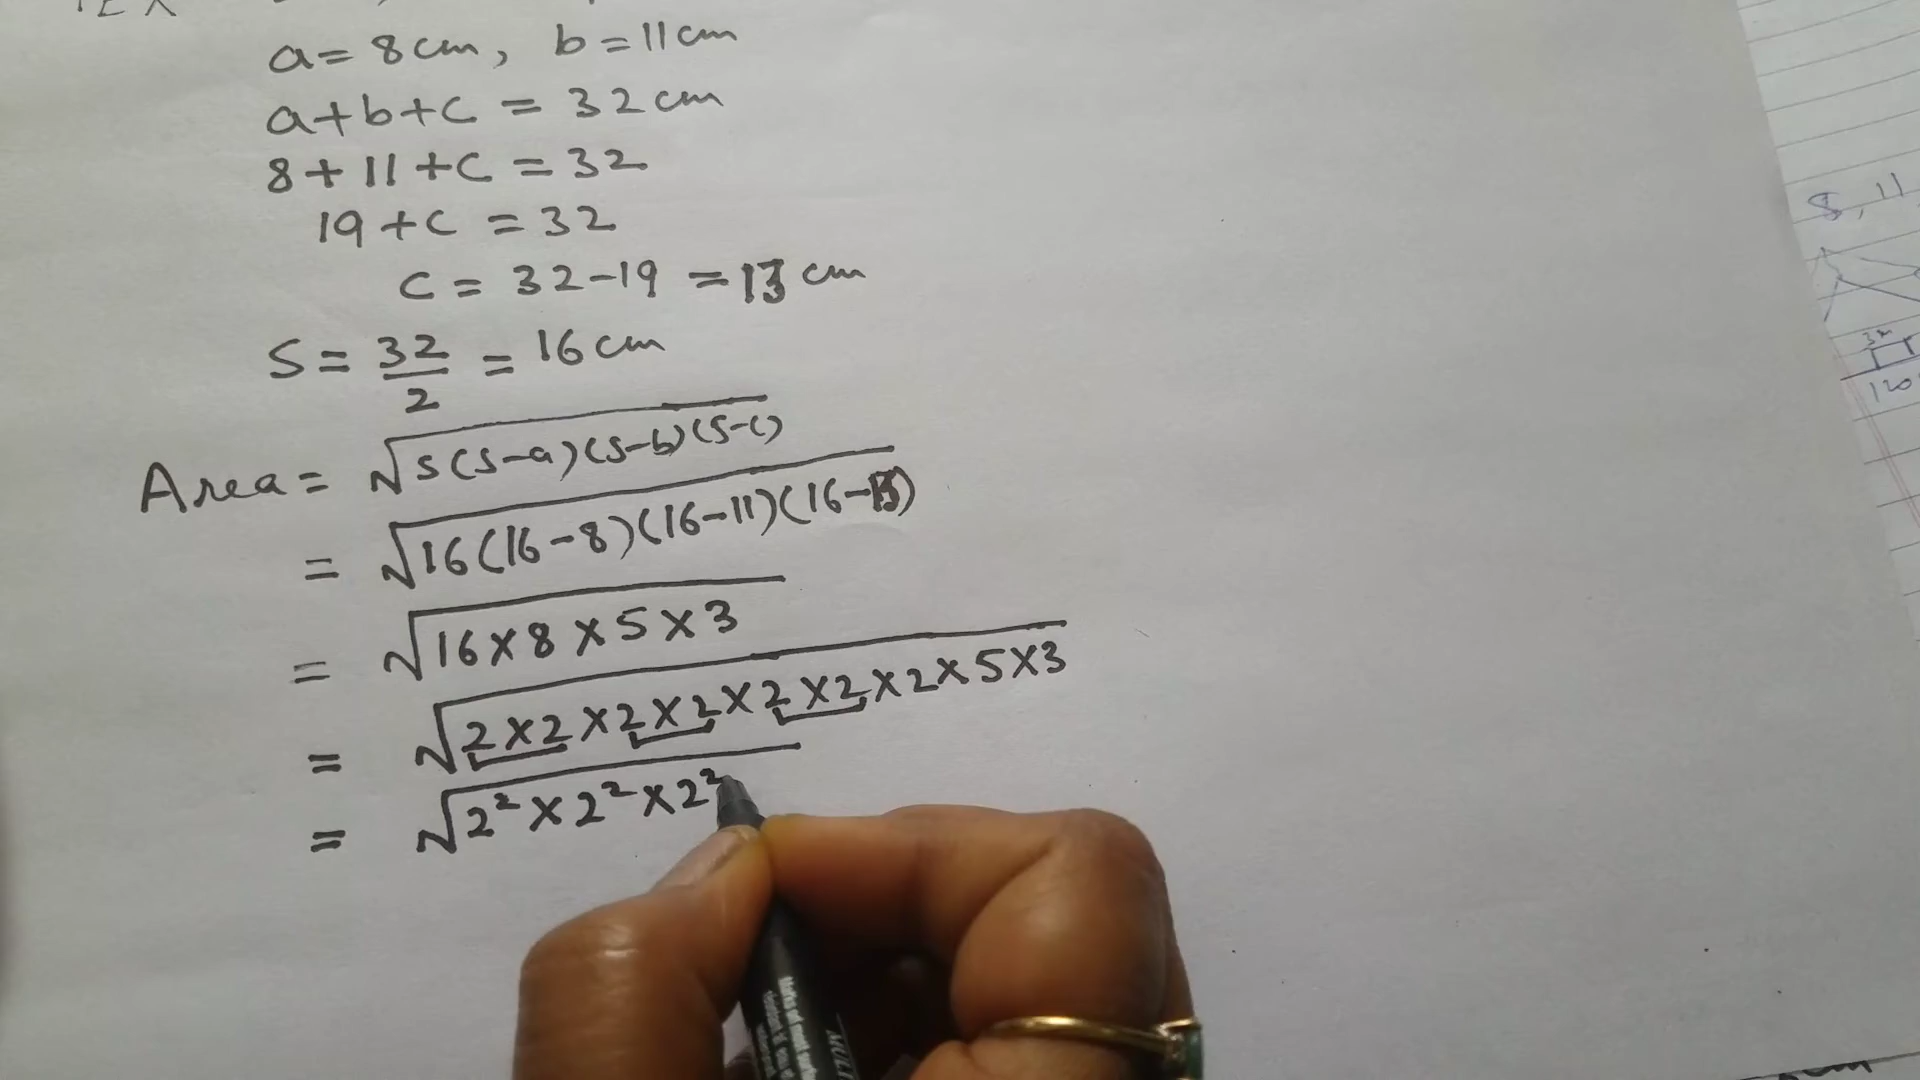 a = 8 cm, b = 11 cm
a + b + c = 32 cm
8 + 11 + c = 32
19 + c = 32
c = 32 - 19 = 13 cm
S = 32/2 = 16 cm
Area = √s(s-a)(s-b)(s-c)
= √16(16-8)(16-11)(16-13)
= √16×8×5×3
= √2×2×2×2×2×2×2×5×3
= √2²×2²×2²
8, 11